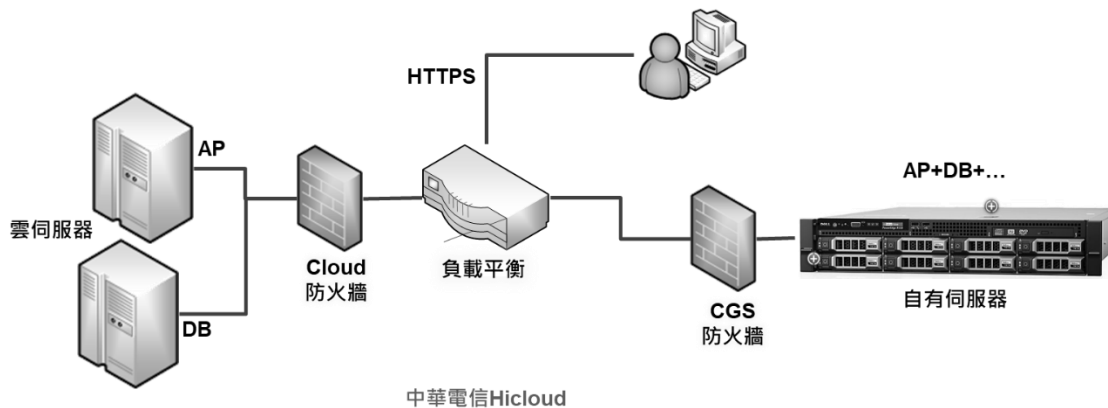 HTTPS
AP
AP+DB+...
雲伺服器
Cloud
防火牆
負載平衡
自有伺服器
CGS
防火牆
DB
中華電信Hicloud